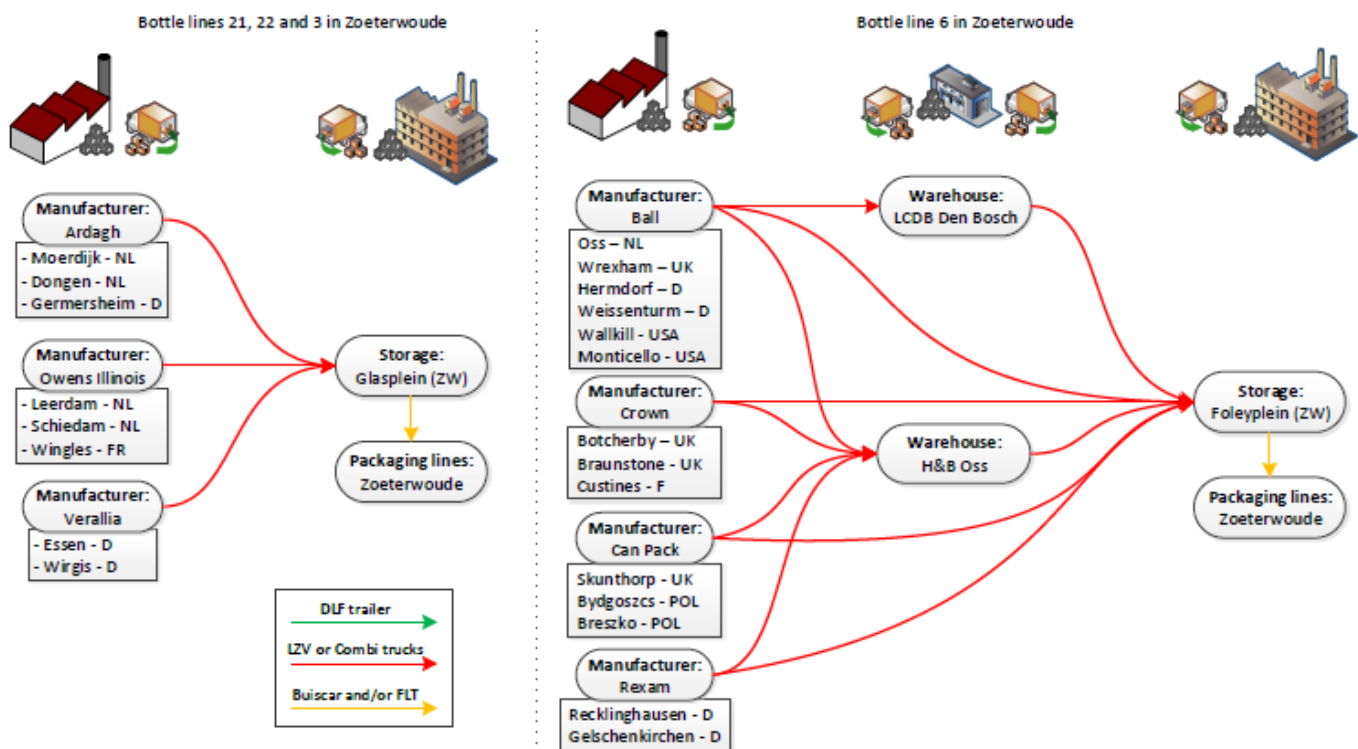 Bottle lines 21, 22 and 3 in Zoeterwoude
Manufacturer:
Ardagh
- Moerdijk - NL
- Dongen - NL
- Germersheim - D
Manufacturer:
Owens Illinois
- Leerdam - NL
- Schiedam - NL
- Wingles - FR
Manufacturer:
Verallia
- Essen - D
- Wirgis - D
Storage:
Glasplein (ZW)
Packaging lines:
Zoeterwoude
DLF trailer
LZV or Combi trucks
Buiscar and/or FLT
Bottle line 6 in Zoeterwoude
Manufacturer:
Ball
Oss – NL
Wrexham – UK
Hermdorf – D
Weissenturm – D
Wallkill - USA
Monticello - USA
Manufacturer:
Crown
Botcherby – UK
Braunstone - UK
Custines - F
Manufacturer:
Can Pack
Skunthorp - UK
Bydgoszcs - POL
Breszko - POL
Manufacturer:
Rexam
Recklinghausen - D
Gelschenkirchen - D
Warehouse:
LCDB Den Bosch
Warehouse:
H&B Oss
Storage:
Foleyplein (ZW)
Packaging lines:
Zoeterwoude